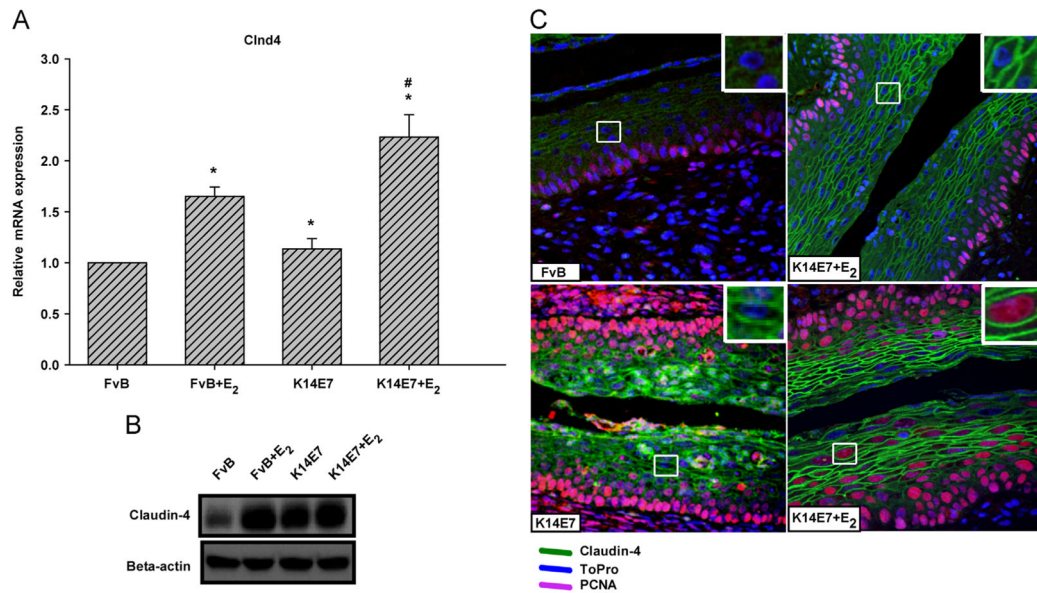 A
Clnd4
Relative mRNA expression
3.0
2.5
2.0
1.5
1.0
0.5
0.0
*
*
#
*
FvB
FvB+E₂
K14E7
K14E7+E₂
B
FvB
FvB+E₂
K14E7
K14E7+E₂
Claudin-4
Beta-actin
C
FvB
K14E7+E₂
K14E7
K14E7+E₂
Claudin-4
ToPro
PCNA